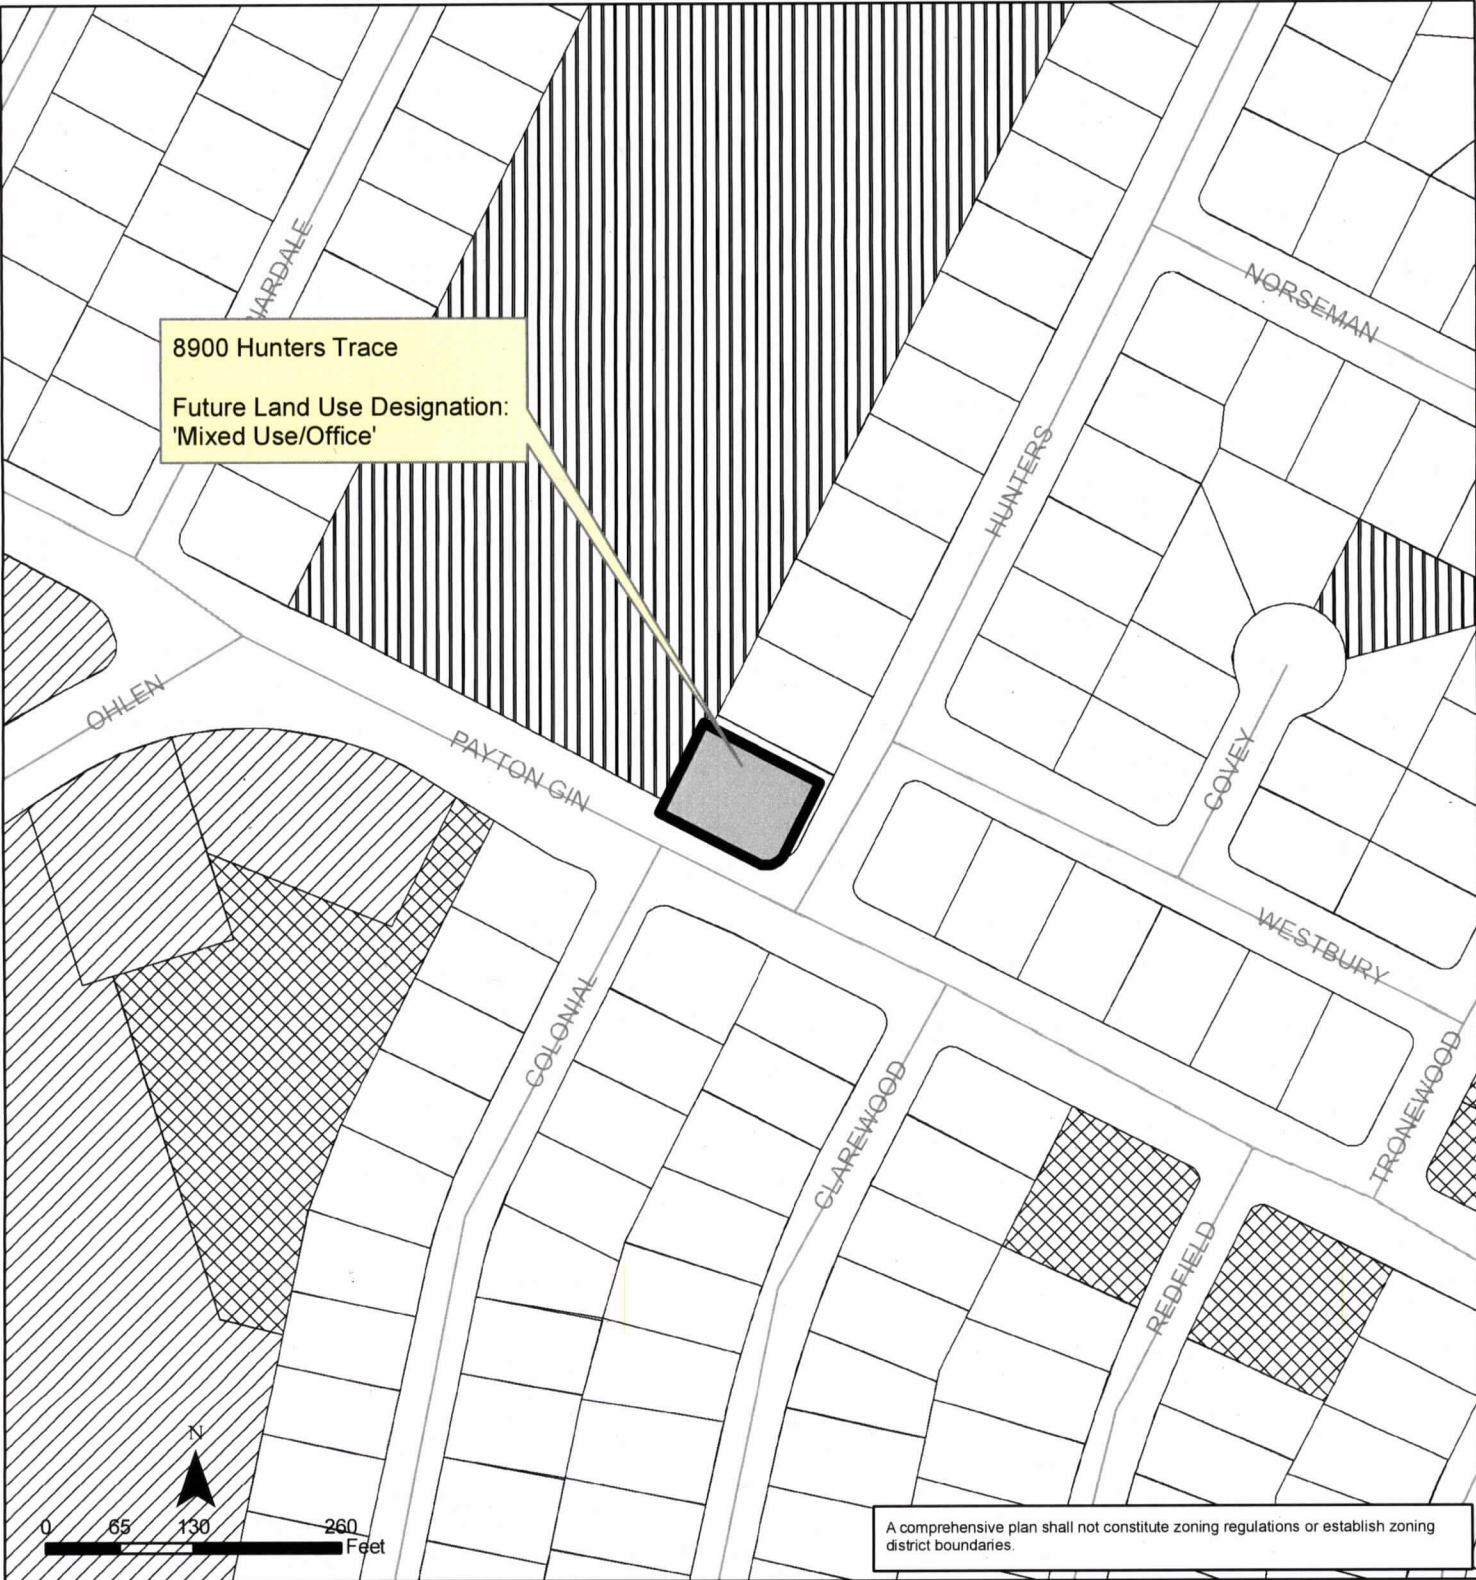 NORSEMAN
8900 Hunters Trace
Future Land Use Designation:
'Mixed Use/Office'
HUNTERS
OHLEN
PAYTON GIN
COVEY
WESTBURY
COLONIAL
CLAREWOOD
TRONEWOOD
REDFIELD
N
0 65 130 260
Feet
A comprehensive plan shall not constitute zoning regulations or establish zoning
district boundaries.